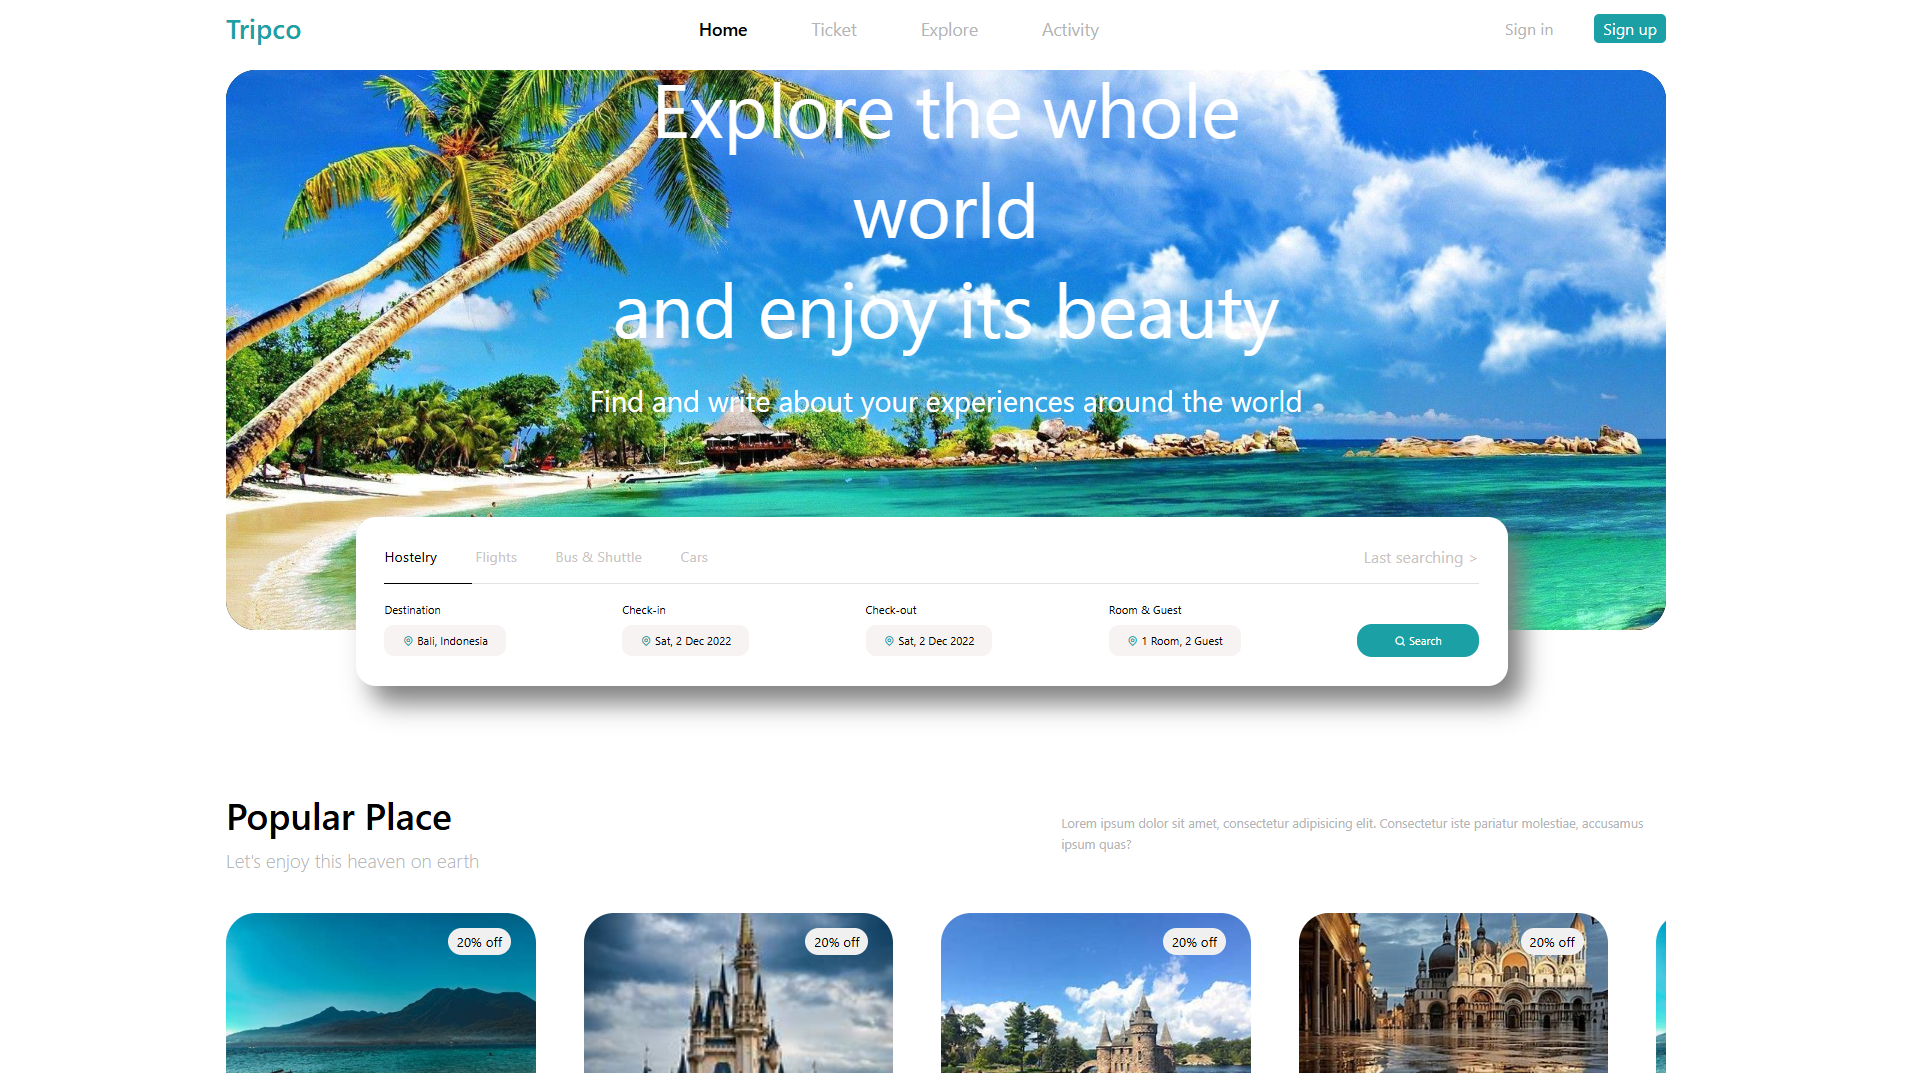 Tripco
Home
Ticket
Explore
Activity
Sign in
Sign up
Explore the whole
world
and enjoy its beauty
Find and write about your experiences around the world
Hostelry
Flights
Bus & Shuttle
Cars
Last searching >
Destination
Check-in
Check-out
Room & Guest
Bali, Indonesia
Sat, 2 Dec 2022
Sat, 2 Dec 2022
1 Room, 2 Guest
Search
Popular Place
Let's enjoy this heaven on earth
Lorem ipsum dolor sit amet, consectetur adipisicing elit. Consectetur iste pariatur molestiae, accusamus
ipsum quas?
20% off
20% off
20% off
20% off